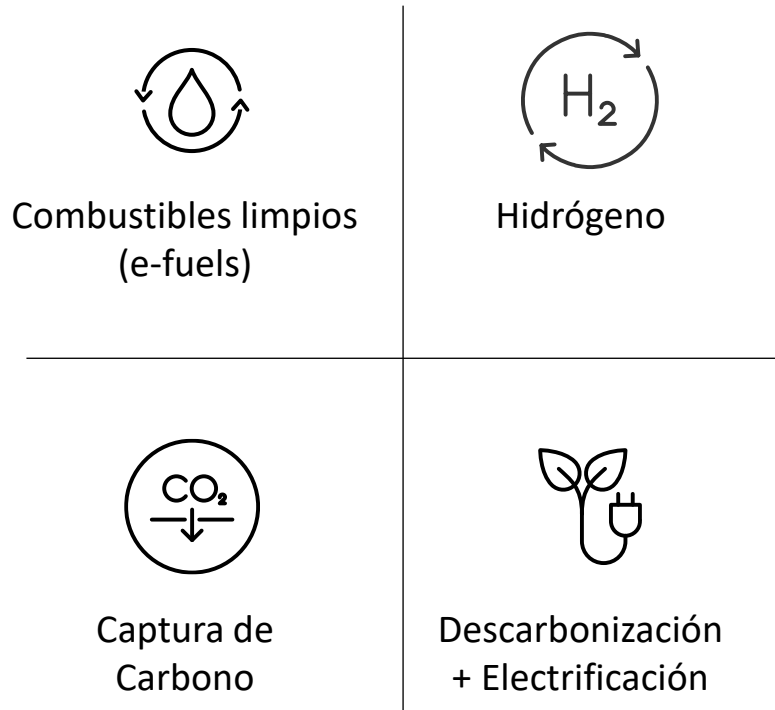 H₂
Combustibles limpios
(e-fuels)
Hidrógeno
CO₂
Captura de
Carbono
Descarbonización
+ Electrificación